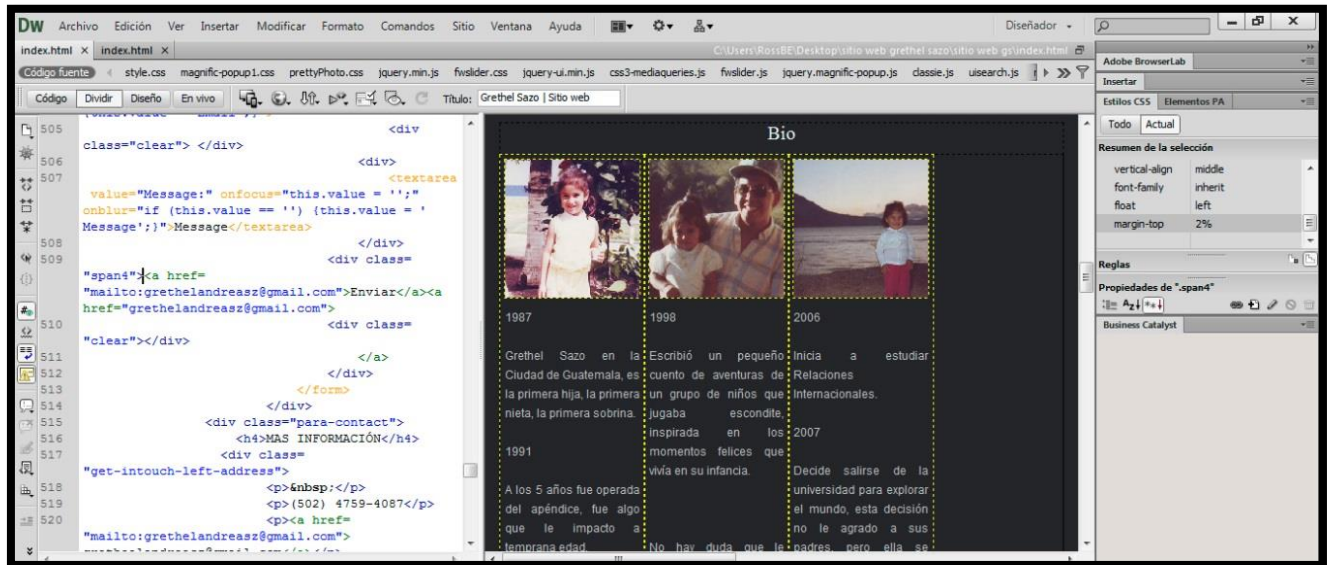 DW Archivo Edición Ver Insertar Modificar Formato Comandos Sitio Ventana Ayuda Diseñador
index.html × index.html × C:\Users\RossBE\Desktop\sitio web grethel sazo\sitio web gs\index.html
Código fuente style.css magnific-popup1.css prettyPhoto.css jquery.min.js fwslider.css jquery-ui.min.js css3-mediaqueries.js fwslider.js jquery.magnific-popup.js classie.js uisearch.js
Código Dividir Diseño En vivo Título: Grethel Sazo | Sitio web
505 <div
class="clear"> </div>
506 <div>
507 <textarea
value="Message:" onfocus="this.value = '';"
onblur="if (this.value == '') {this.value = '
Message';}">Message</textarea>
508 </div>
509 <div class=
"span4"><a href=
"mailto:grethelandreasz@gmail.com">Enviar</a><a
href="grethelandreasz@gmail.com">
510 <div class=
"clear"></div>
511 </a>
512 </div>
513 </form>
514 </div>
515 <div class="para-contact">
516 <h4>MAS INFORMACIÓN</h4>
517 <div class=
"get-intouch-left-address">
518 <p>&nbsp;</p>
519 <p>(502) 4759-4087</p>
520 <p><a href=
"mailto:grethelandreasz@gmail.com">
Bio
1987
Grethel Sazo en la
Ciudad de Guatemala, es
la primera hija, la primera
nieta, la primera sobrina.
1991
A los 5 años fue operada
del apéndice, fue algo
que le impacto a
temprana edad.
1998
Escribió un pequeño
cuento de aventuras de
un grupo de niños que
jugaba escondite,
inspirada en los
momentos felices que
vivía en su infancia.
No hay duda que le
2006
Inicia a estudiar
Relaciones
Internacionales.
2007
Decide salirse de la
universidad para explorar
el mundo, esta decisión
no le agrado a sus
padres, pero ella se
Adobe BrowserLab
Insertar
Estilos CSS Elementos PA
Todo Actual
Resumen de la selección
vertical-align middle
font-family inherit
float left
margin-top 2%
Reglas
Propiedades de ".span4"
Business Catalyst